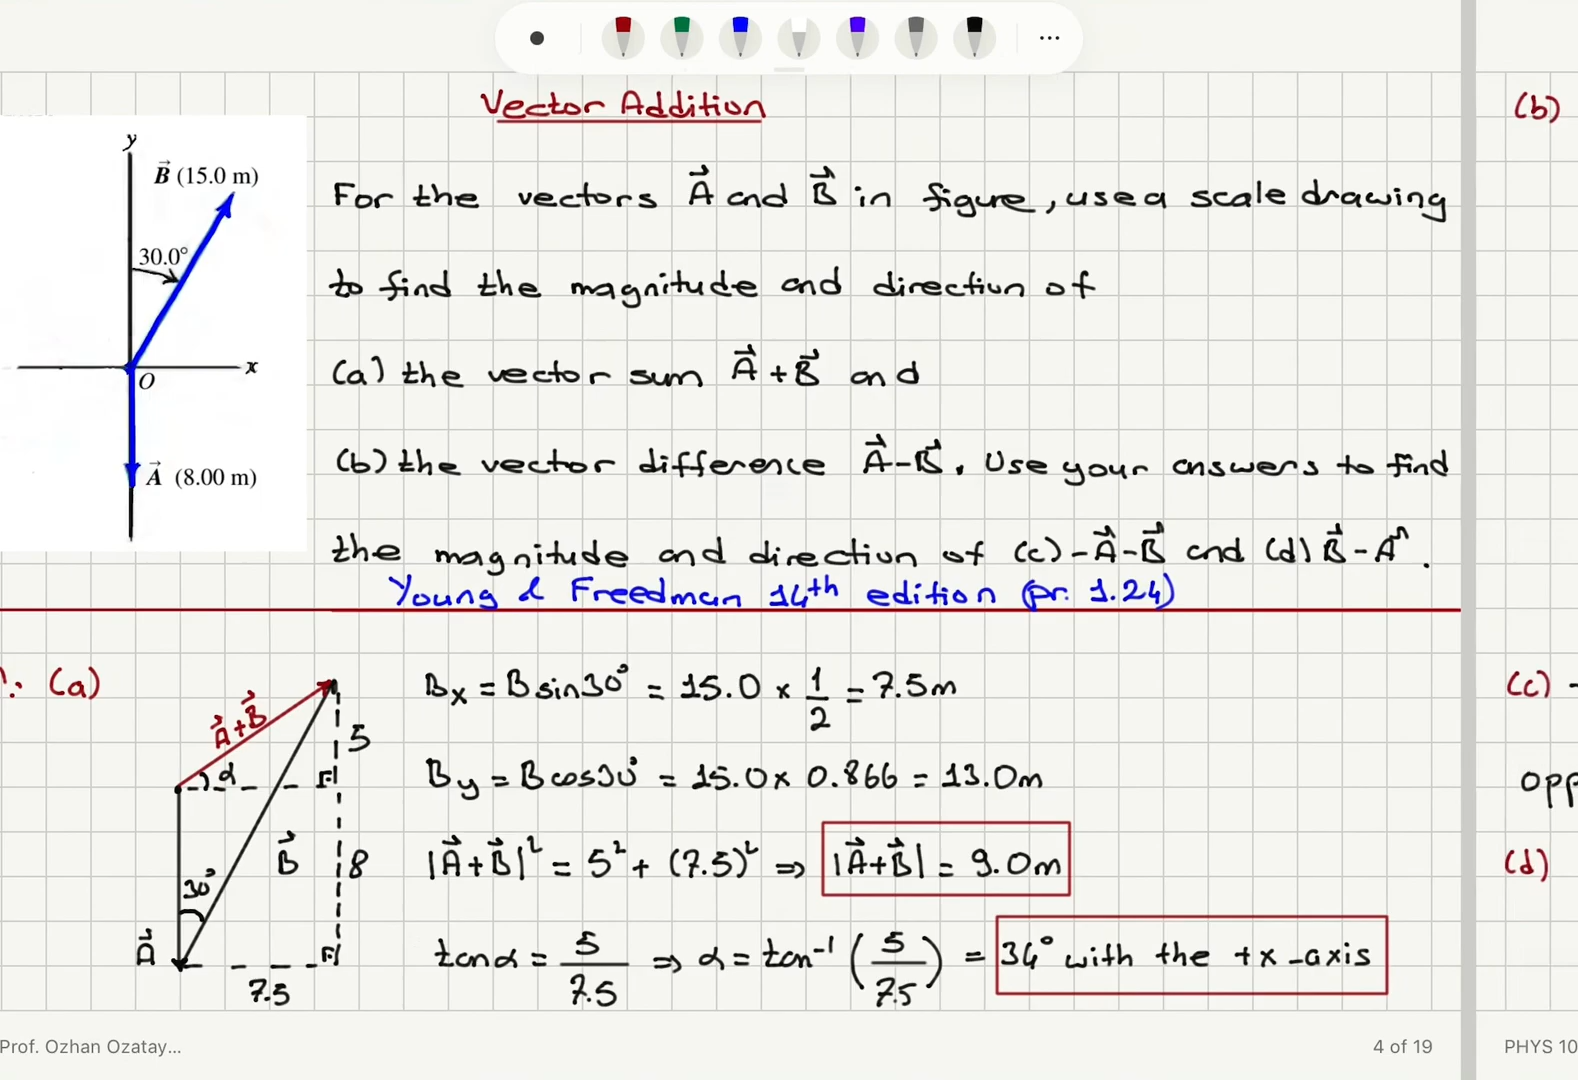 Vector Addition
(b)
y
B⃗ (15.0 m)
30.0°
x
O
A⃗ (8.00 m)
For the vectors A⃗ and B⃗ in figure, use a scale drawing
to find the magnitude and direction of
(a) the vector sum A⃗+B⃗ and
(b) the vector difference A⃗-B⃗. Use your answers to find
the magnitude and direction of (c) -A⃗-B⃗ and (d) B⃗-A⃗.
Young & Freedman 14th edition (pr. 1.24)
(a)
A⃗+B⃗
α
5
B⃗
8
30°
A⃗
7.5
Bx = B sin30° = 15.0 × 1/2 = 7.5m
By = B cos30° = 15.0 × 0.866 = 13.0m
|A⃗+B⃗|² = 5² + (7.5)² ⇒ |A⃗+B⃗| = 9.0m
tanα = 5/7.5 ⇒ α = tan⁻¹(5/7.5) = 34° with the +x-axis
(c) -
opp
(d)
Prof. Ozhan Ozatay...
4 of 19
PHYS 10